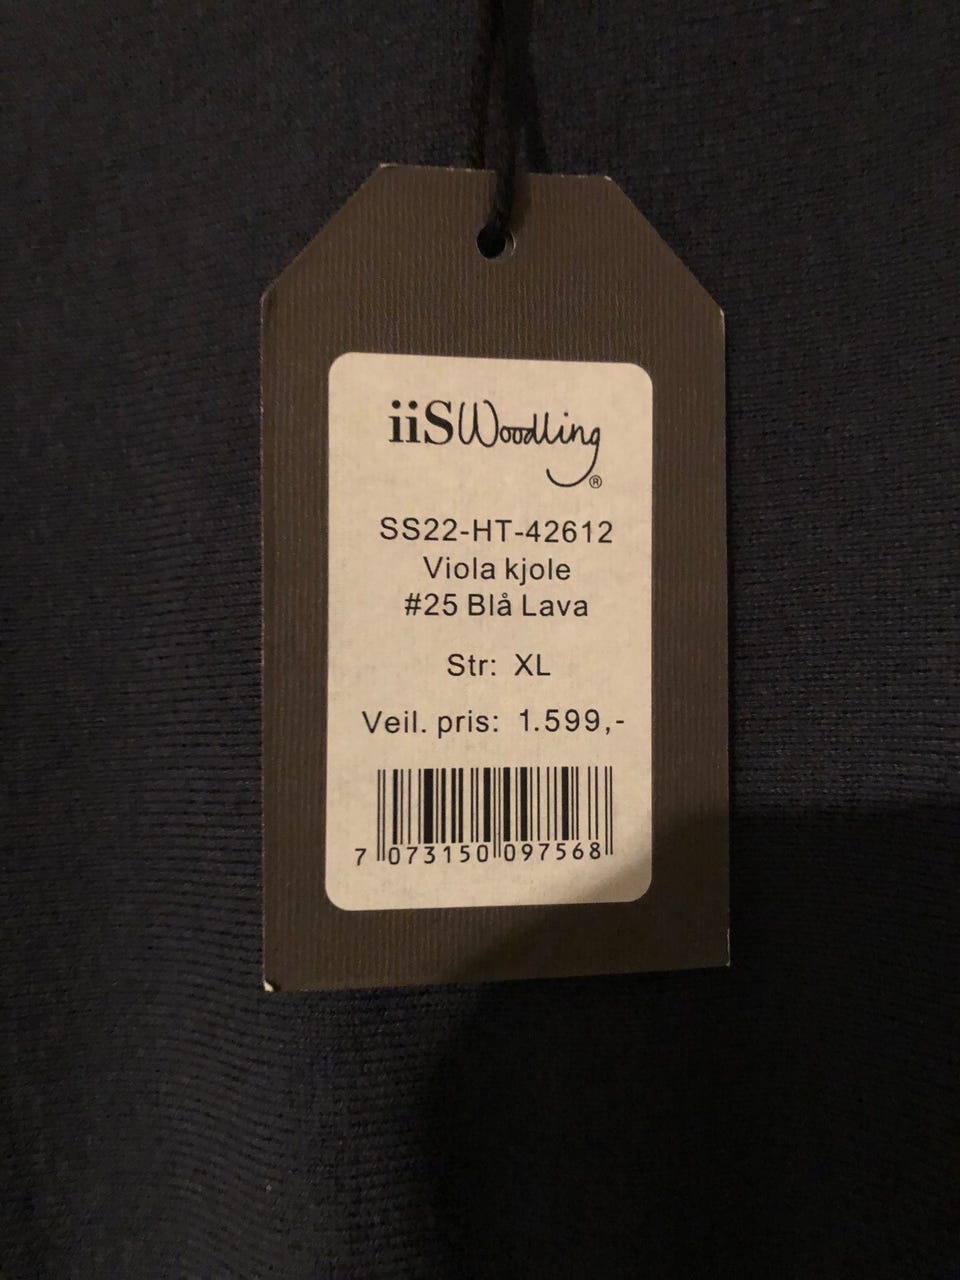 iiSWoodling®
SS22-HT-42612
Viola kjole
#25 Blå Lava
Str: XL
Veil. pris: 1.599,-
7 073150 097568